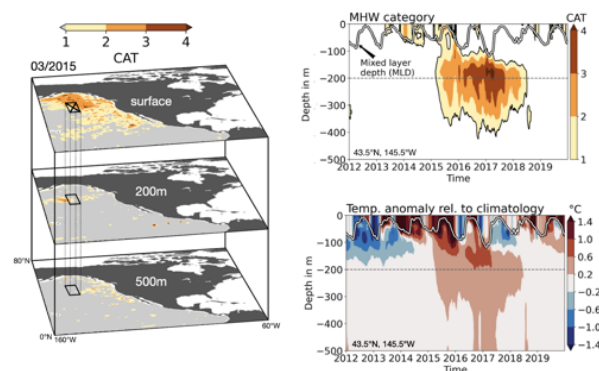 1 2 3 4
CAT
03/2015
surface
200m
500m
80°N
0°N
160°W
60°W
MHW category
CAT
Depth in m
0
-100
-200
-300
-400
-500
Mixed layer
depth (MLD)
43.5°N, 145.5°W
2012 2013 2014 2015 2016 2017 2018 2019
Time
4
3
2
1
Temp. anomaly rel. to climatology
°C
Depth in m
0
-100
-200
-300
-400
-500
43.5°N, 145.5°W
2012 2013 2014 2015 2016 2017 2018 2019
Time
1.4
1.0
0.6
0.2
−0.2
−0.6
−1.0
−1.4